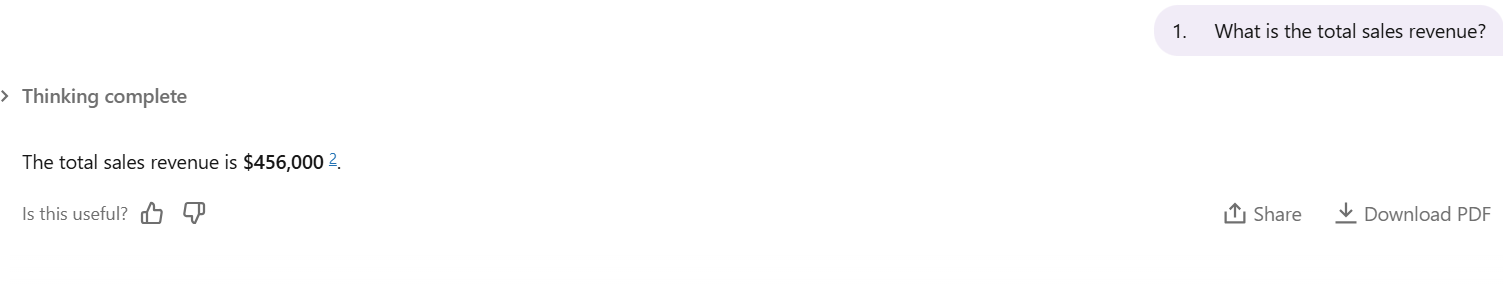 1. What is the total sales revenue?
Thinking complete
The total sales revenue is $456,000 2.
Is this useful?
Share
Download PDF